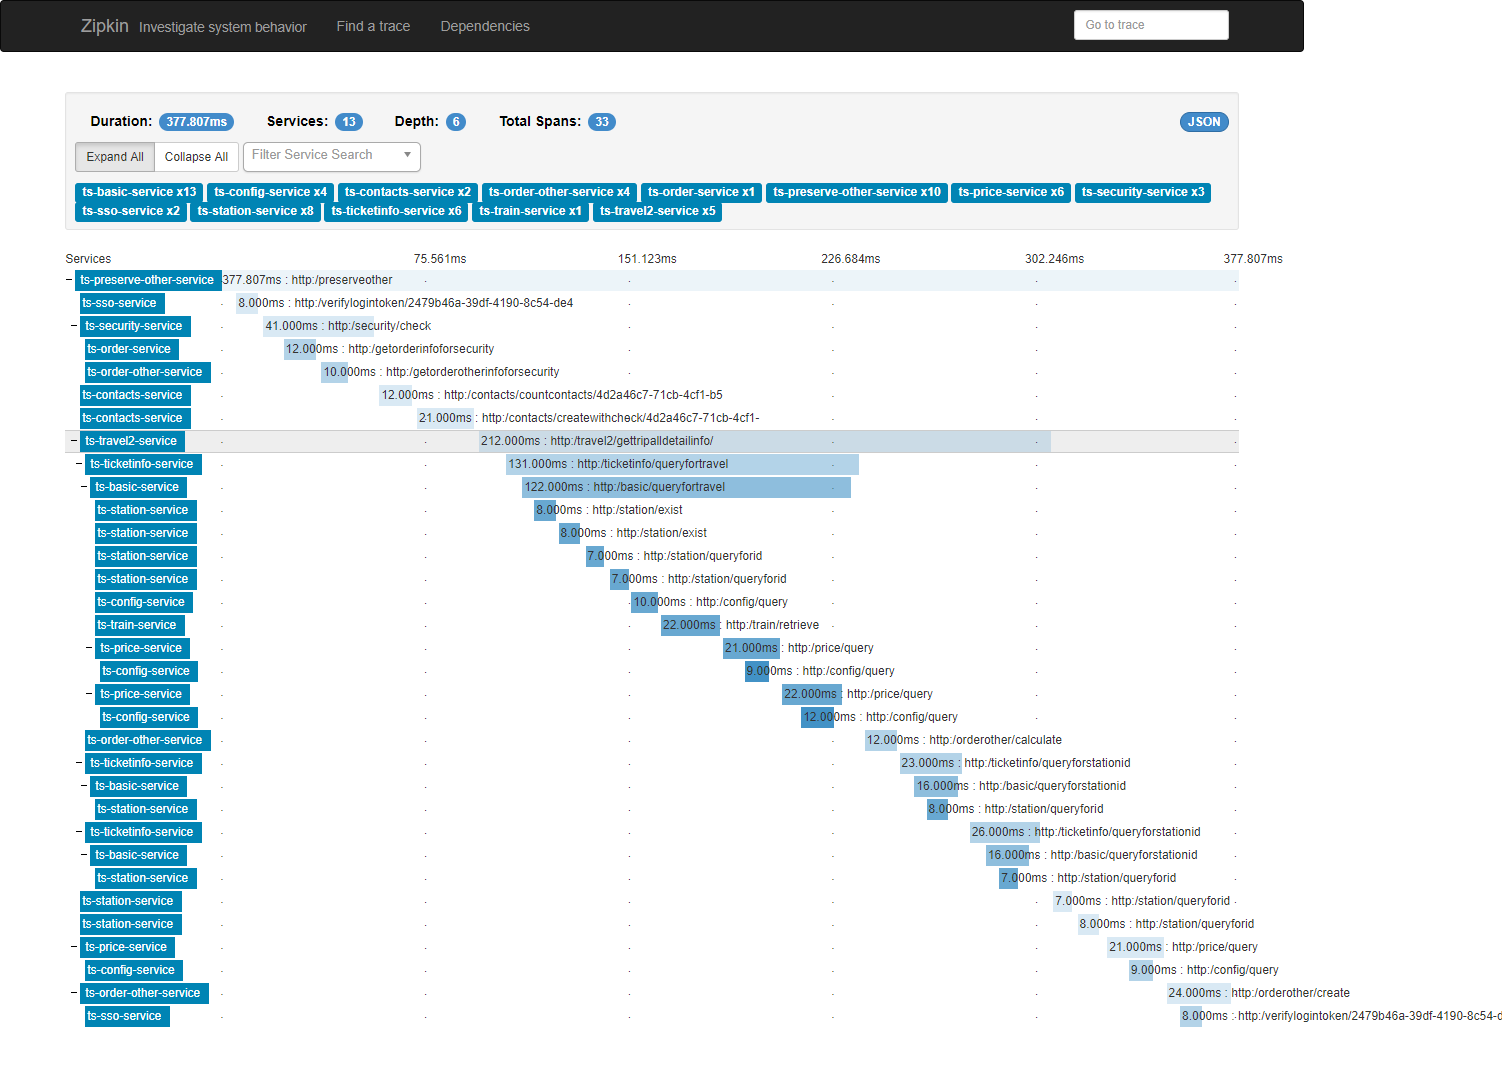 Zipkin Investigate system behavior Find a trace Dependencies Go to trace
Duration: 377.807ms Services: 13 Depth: 6 Total Spans: 33 JSON
Expand All Collapse All Filter Service Search
ts-basic-service x13 ts-config-service x4 ts-contacts-service x2 ts-order-other-service x4 ts-order-service x1 ts-preserve-other-service x10 ts-price-service x6 ts-security-service x3
ts-sso-service x2 ts-station-service x8 ts-ticketinfo-service x6 ts-train-service x1 ts-travel2-service x5
Services 75.561ms 151.123ms 226.684ms 302.246ms 377.807ms
ts-preserve-other-service 377.807ms : http:/preserveother
ts-sso-service 8.000ms : http:/verifylogintoken/2479b46a-39df-4190-8c54-de4
ts-security-service 41.000ms : http:/security/check
ts-order-service 12.000ms : http:/getorderinfoforsecurity
ts-order-other-service 10.000ms : http:/getorderotherinfoforsecurity
ts-contacts-service 12.000ms : http:/contacts/countcontacts/4d2a46c7-71cb-4cf1-b5
ts-contacts-service 21.000ms : http:/contacts/createwithcheck/4d2a46c7-71cb-4cf1-
ts-travel2-service 212.000ms : http:/travel2/gettripalldetailinfo/
ts-ticketinfo-service 131.000ms : http:/ticketinfo/queryfortravel
ts-basic-service 122.000ms : http:/basic/queryfortravel
ts-station-service 8.000ms : http:/station/exist
ts-station-service 8.000ms : http:/station/exist
ts-station-service 7.000ms : http:/station/queryforid
ts-station-service 7.000ms : http:/station/queryforid
ts-config-service 10.000ms : http:/config/query
ts-train-service 22.000ms : http:/train/retrieve
ts-price-service 21.000ms : http:/price/query
ts-config-service 9.000ms : http:/config/query
ts-price-service 22.000ms : http:/price/query
ts-config-service 12.000ms : http:/config/query
ts-order-other-service 12.000ms : http:/orderother/calculate
ts-ticketinfo-service 23.000ms : http:/ticketinfo/queryforstationid
ts-basic-service 16.000ms : http:/basic/queryforstationid
ts-station-service 8.000ms : http:/station/queryforid
ts-ticketinfo-service 26.000ms : http:/ticketinfo/queryforstationid
ts-basic-service 16.000ms : http:/basic/queryforstationid
ts-station-service 7.000ms : http:/station/queryforid
ts-station-service 7.000ms : http:/station/queryforid
ts-station-service 8.000ms : http:/station/queryforid
ts-price-service 21.000ms : http:/price/query
ts-config-service 9.000ms : http:/config/query
ts-order-other-service 24.000ms : http:/orderother/create
ts-sso-service 8.000ms : http:/verifylogintoken/2479b46a-39df-4190-8c54-d